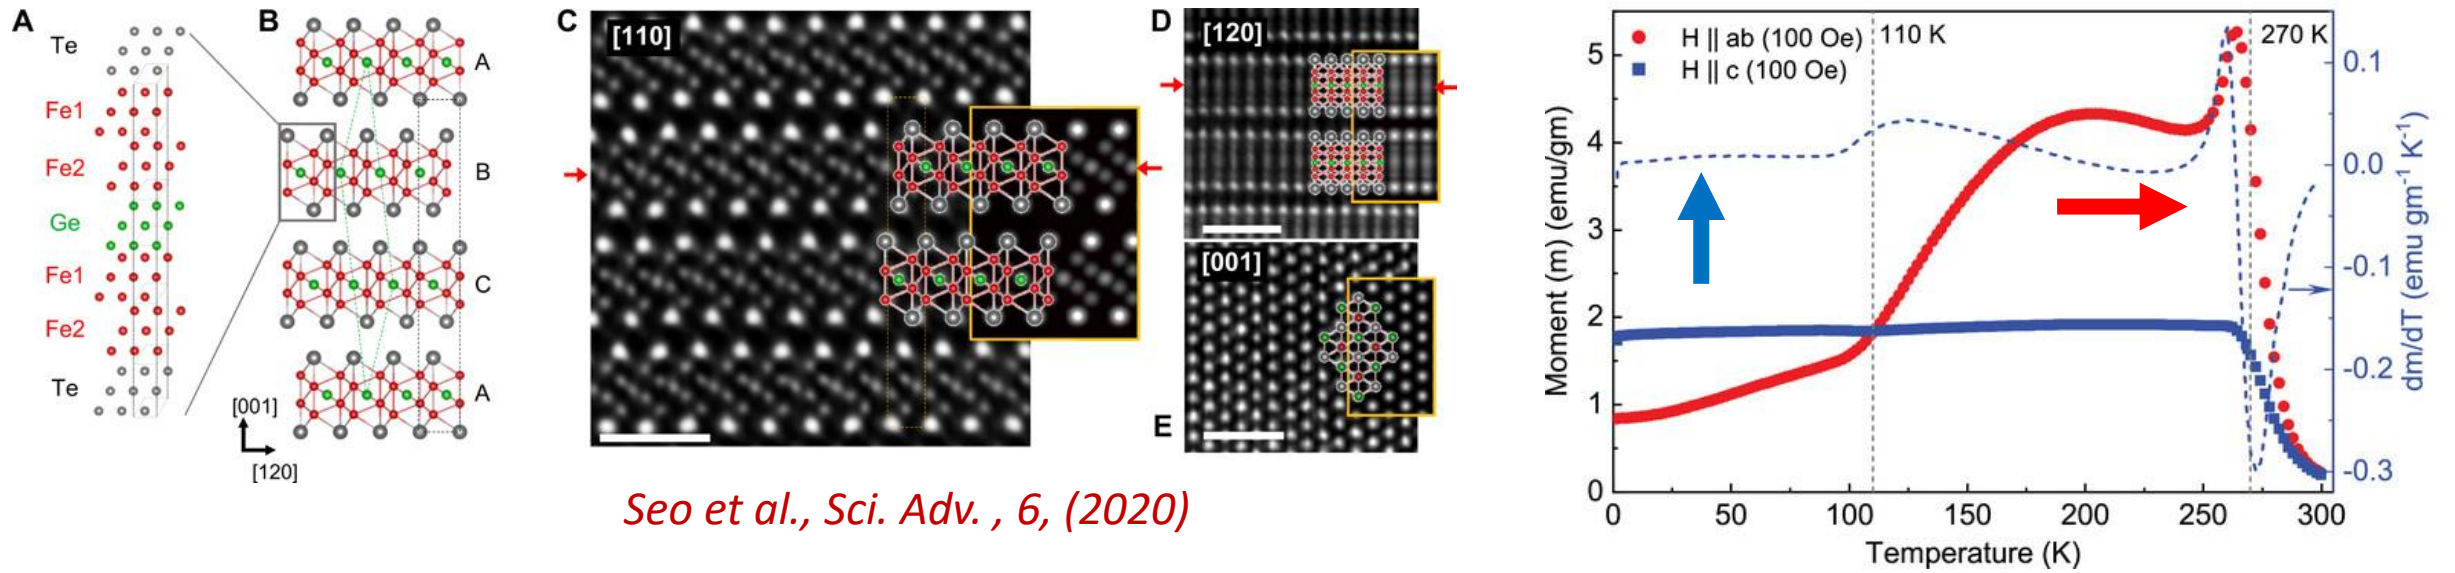 A
Te
Fe1
Fe2
Ge
Fe1
Fe2
Te
[001]
[120]
B
A
B
C
A
C
[110]
D
[120]
[001]
E
Seo et al., Sci. Adv. , 6, (2020)
H || ab (100 Oe)
H || c (100 Oe)
110 K
270 K
Moment (m) (emu/gm)
5
4
3
2
1
0
0 50 100 150 200 250 300
Temperature (K)
0.1
0.0
-0.1
-0.2
-0.3
dm/dT (emu gm⁻¹ K⁻¹)